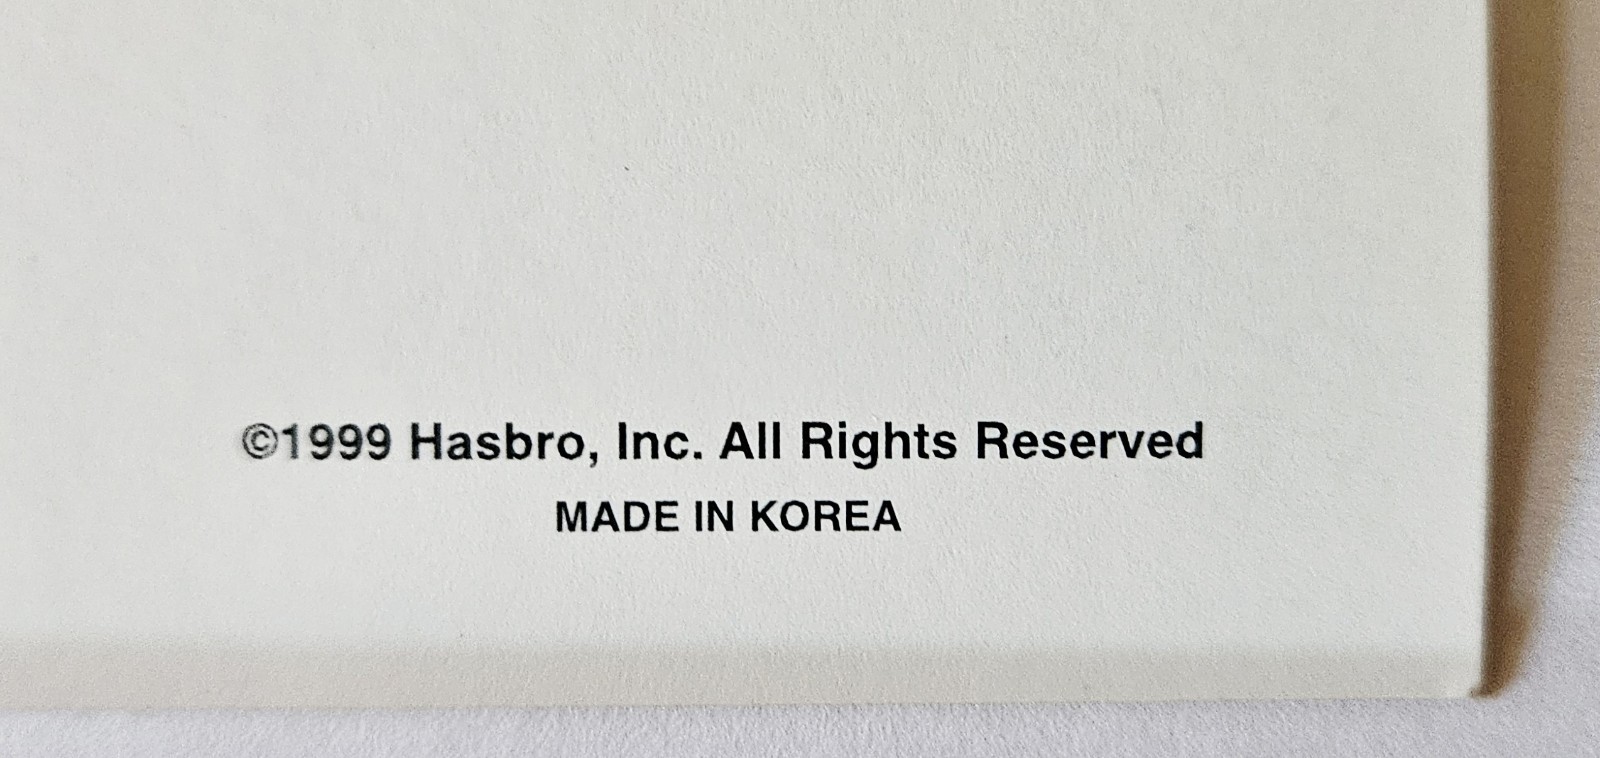 ©1999 Hasbro, Inc. All Rights Reserved
MADE IN KOREA